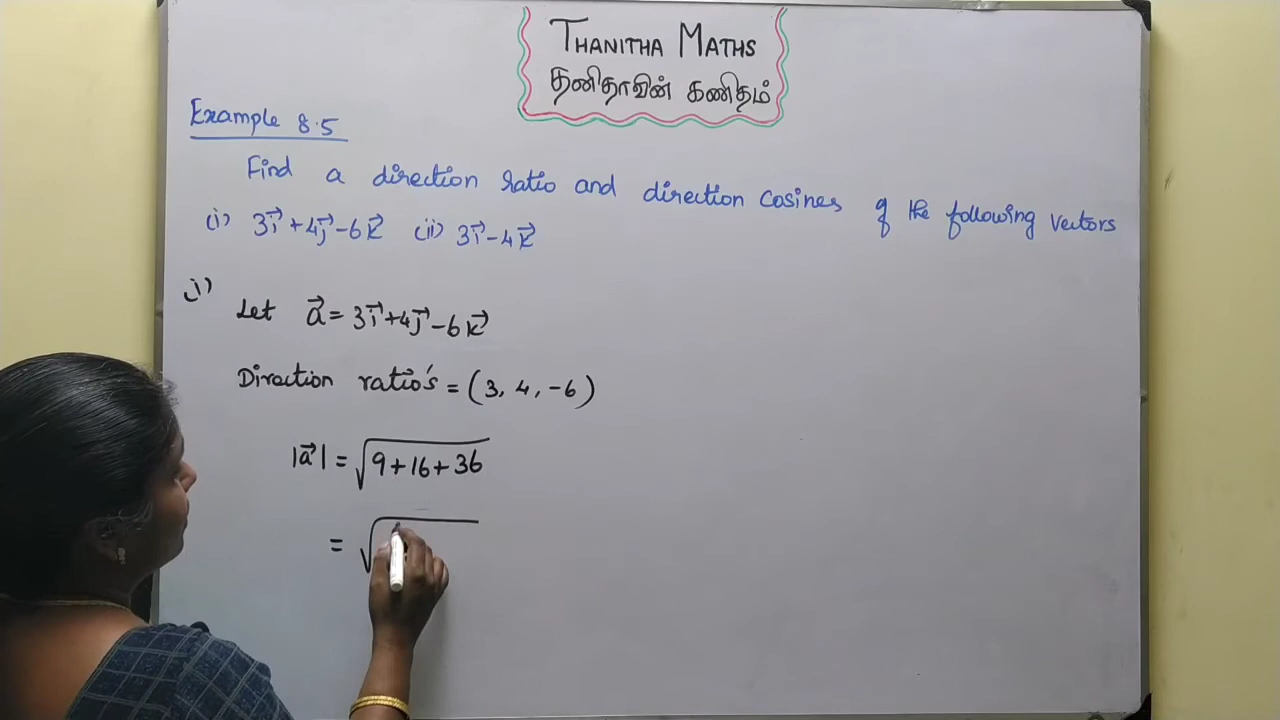 THANITHA MATHS
தனிதாவின் கணிதம்
Example 8.5
Find a direction ratio and direction cosines of the following vectors
(i) 3i⃗+4j⃗-6k⃗ (ii) 3i⃗-4k⃗
(i)
Let a⃗ = 3i⃗+4j⃗-6k⃗
Direction ratio's = (3, 4, -6)
|a⃗| = √9+16+36
= √